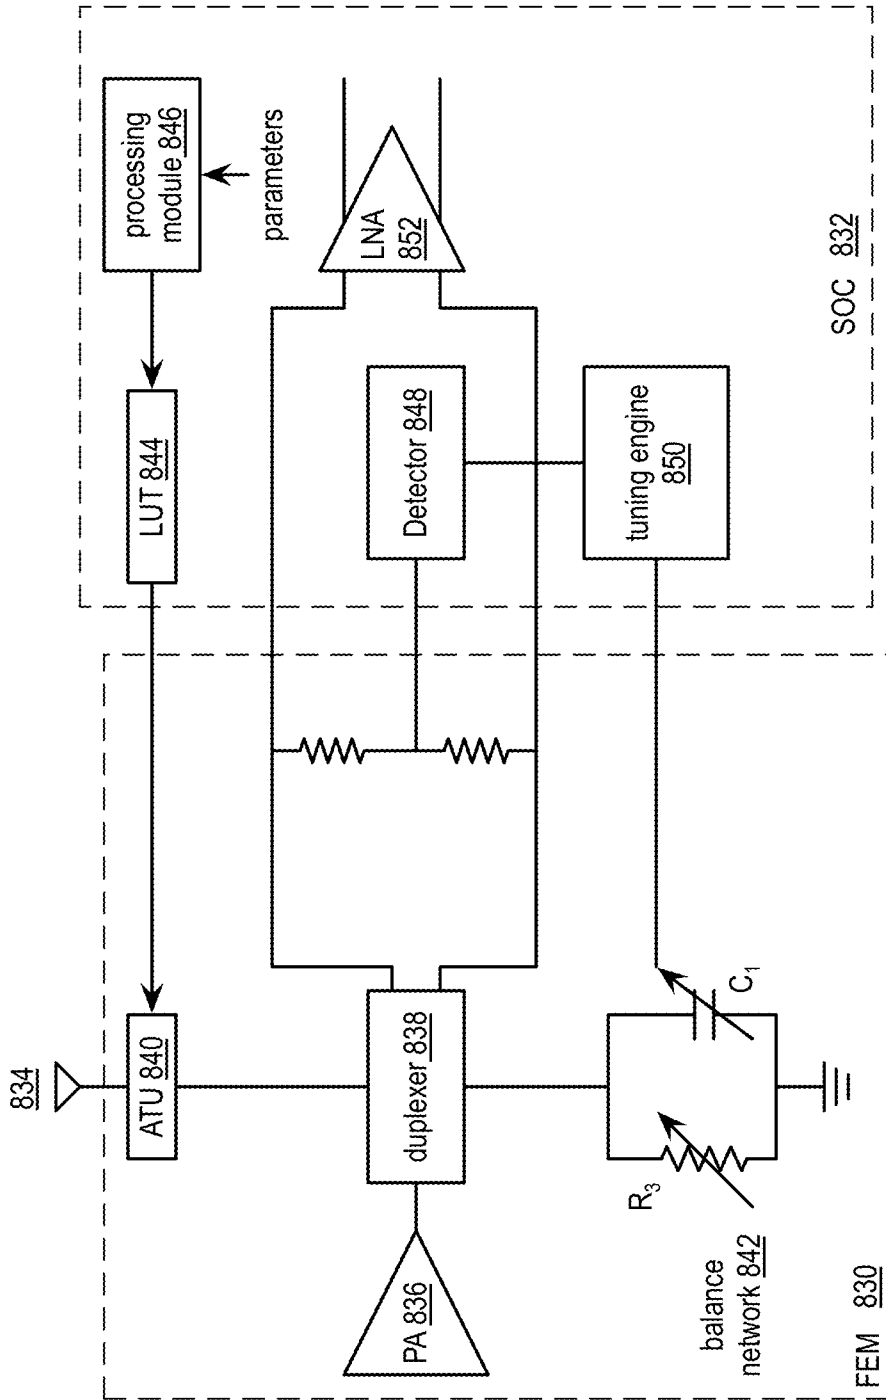 834
ATU 840
LUT 844
processing
module 846
parameters
PA 836
duplexer 838
Detector 848
LNA
852
tuning engine
850
R3
C1
balance
network 842
FEM 830
SOC 832